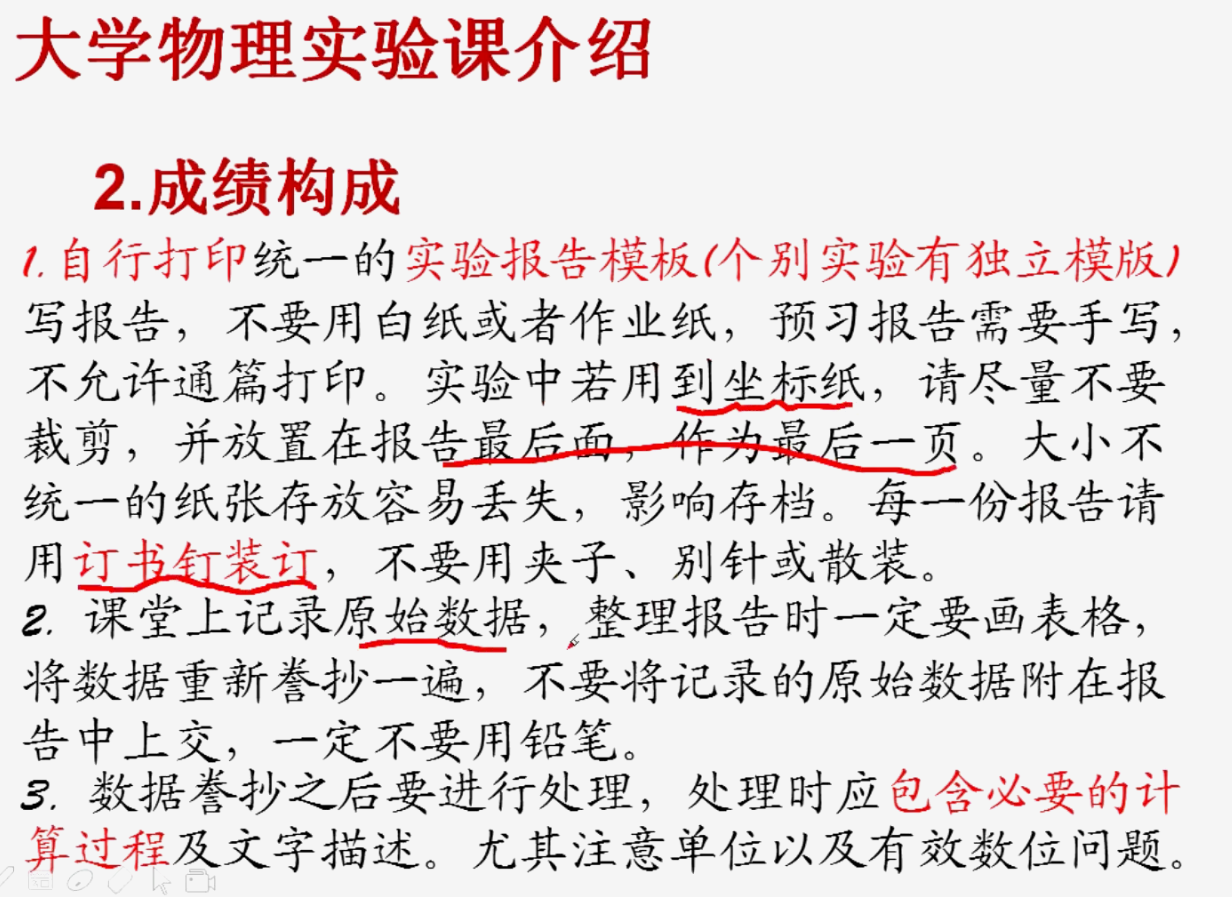 大学物理实验课介绍
2.成绩构成
1.自行打印统一的实验报告模板(个别实验有独立模版)
写报告，不要用白纸或者作业纸，预习报告需要手写，
不允许通篇打印。实验中若用到坐标纸，请尽量不要
裁剪，并放置在报告最后面，作为最后一页。大小不
统一的纸张存放容易丢失，影响存档。每一份报告请
用订书钉装订，不要用夹子、别针或散装。
2. 课堂上记录原始数据，整理报告时一定要画表格，
将数据重新誊抄一遍，不要将记录的原始数据附在报
告中上交，一定不要用铅笔。
3. 数据誊抄之后要进行处理，处理时应包含必要的计
算过程及文字描述。尤其注意单位以及有效数位问题。